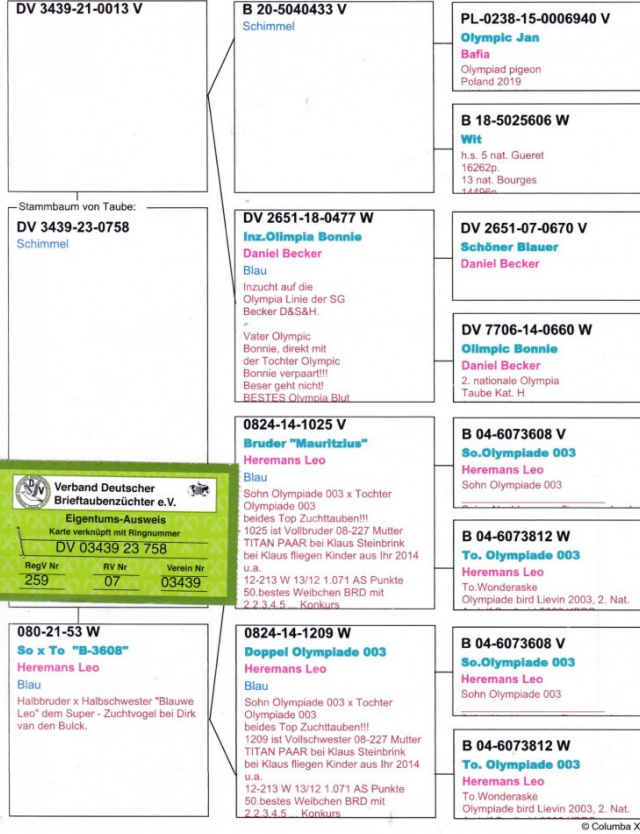 DV 3439-21-0013 V
Stammbaum von Taube:
DV 3439-23-0758
Schimmel
Verband Deutscher
Brieftaubenzüchter e.V.
Eigentums-Ausweis
Karte verknüpft mit Ringnummer
DV 03439 23 758
RegV Nr
RV Nr
Verein Nr
259
07
03439
080-21-53 W
So x To "B-3608"
Heremans Leo
Blau
Halbbruder x Halbschwester "Blauwe
Leo" dem Super - Zuchtvogel bei Dirk
van den Bulck.
B 20-5040433 V
Schimmel
DV 2651-18-0477 W
Inz.Olimpia Bonnie
Daniel Becker
Blau
Inzucht auf die
Olympia Linie der SG
Becker D&S&H.
Vater Olympic
Bonnie, direkt mit
der Tochter Olympic
Bonnie verpaart!!!
Beser geht nicht!
BESTES Olympia Blut
0824-14-1025 V
Bruder "Mauritzius"
Heremans Leo
Blau
Sohn Olympiade 003 x Tochter
Olympiade 003
beides Top Zuchttauben!!!
1025 ist Vollbruder 08-227 Mutter
TITAN PAAR bei Klaus Steinbrink
bei Klaus fliegen Kinder aus Ihr 2014
u.a.
12-213 W 13/12 1.071 AS Punkte
50.bestes Weibchen BRD mit
2.2.3.4.5 ... Konkurs
0824-14-1209 W
Doppel Olympiade 003
Heremans Leo
Blau
Sohn Olympiade 003 x Tochter
Olympiade 003
beides Top Zuchttauben!!!
1209 ist Vollschwester 08-227 Mutter
TITAN PAAR bei Klaus Steinbrink
bei Klaus fliegen Kinder aus Ihr 2014
u.a.
12-213 W 13/12 1.071 AS Punkte
50.bestes Weibchen BRD mit
2.2.3.4.5 ... Konkurs
PL-0238-15-0006940 V
Olympic Jan
Bafia
Olympiad pigeon
Poland 2019
B 18-5025606 W
Wit
h.s. 5 nat. Gueret
16262p.
13 nat. Bourges
14496p.
DV 2651-07-0670 V
Schöner Blauer
Daniel Becker
DV 7706-14-0660 W
Olimpic Bonnie
Daniel Becker
2. nationale Olympia
Taube Kat. H
B 04-6073608 V
So.Olympiade 003
Heremans Leo
Sohn Olympiade 003
B 04-6073812 W
To. Olympiade 003
Heremans Leo
To.Wonderaske
Olympiade bird Lievin 2003, 2. Nat.
B 04-6073608 V
So.Olympiade 003
Heremans Leo
Sohn Olympiade 003
B 04-6073812 W
To. Olympiade 003
Heremans Leo
To.Wonderaske
Olympiade bird Lievin 2003, 2. Nat.
© Columba X